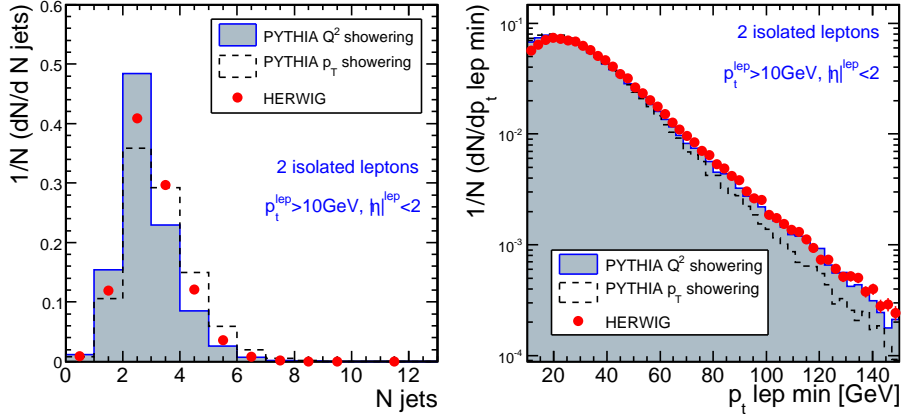 1/N (dN/d N jets)
0.6
0.5
0.4
0.3
0.2
0.1
0
PYTHIA Q² showering
PYTHIA p_T showering
HERWIG
2 isolated leptons
p_t^lep>10GeV, |η|^lep<2
0 2 4 6 8 10 12
N jets
1/N (dN/dp_t lep min)
10⁻¹
10⁻²
10⁻³
10⁻⁴
2 isolated leptons
p_t^lep>10GeV, |η|^lep<2
PYTHIA Q² showering
PYTHIA p_T showering
HERWIG
20 40 60 80 100 120 140
p_t lep min [GeV]